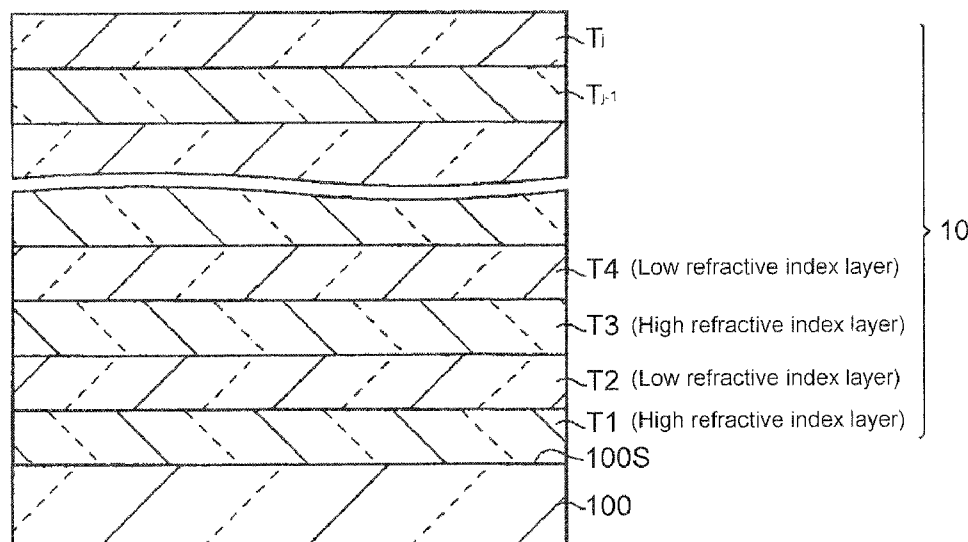 Tj
Tj-1
10
T4 (Low refractive index layer)
T3 (High refractive index layer)
T2 (Low refractive index layer)
T1 (High refractive index layer)
100S
100